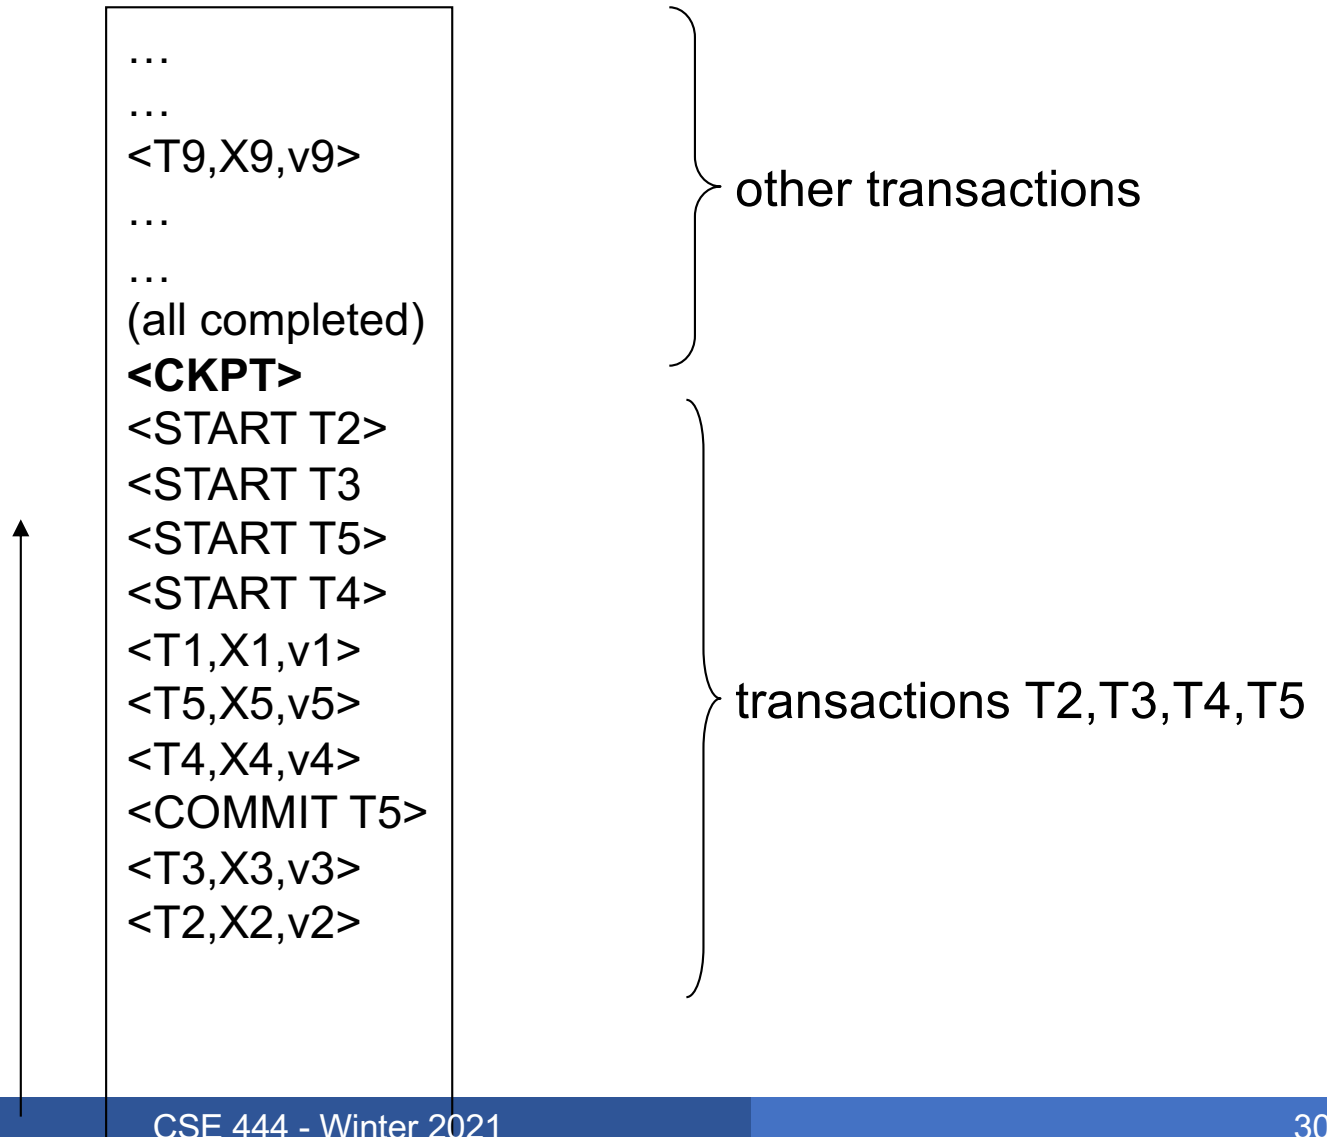 …
…
<T9,X9,v9>
…
…
(all completed)
<CKPT>
<START T2>
<START T3
<START T5>
<START T4>
<T1,X1,v1>
<T5,X5,v5>
<T4,X4,v4>
<COMMIT T5>
<T3,X3,v3>
<T2,X2,v2>
other transactions
transactions T2,T3,T4,T5
CSE 444 - Winter 2021
30